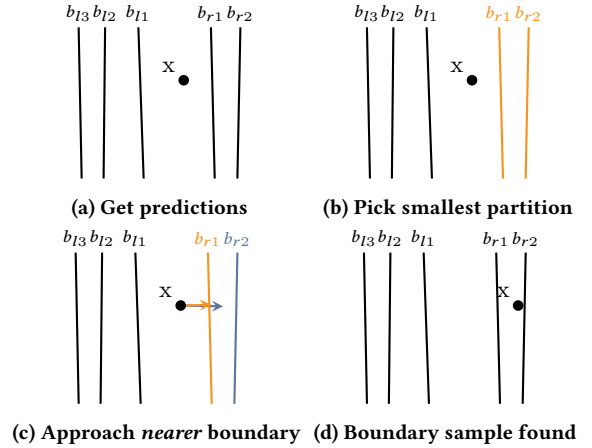 b_{l3} b_{l2} b_{l1} b_{r1} b_{r2}
x
(a) Get predictions
b_{l3} b_{l2} b_{l1} b_{r1} b_{r2}
x
(b) Pick smallest partition
b_{l3} b_{l2} b_{l1} b_{r1} b_{r2}
x
(c) Approach nearer boundary
b_{l3} b_{l2} b_{l1} b_{r1} b_{r2}
x
(d) Boundary sample found